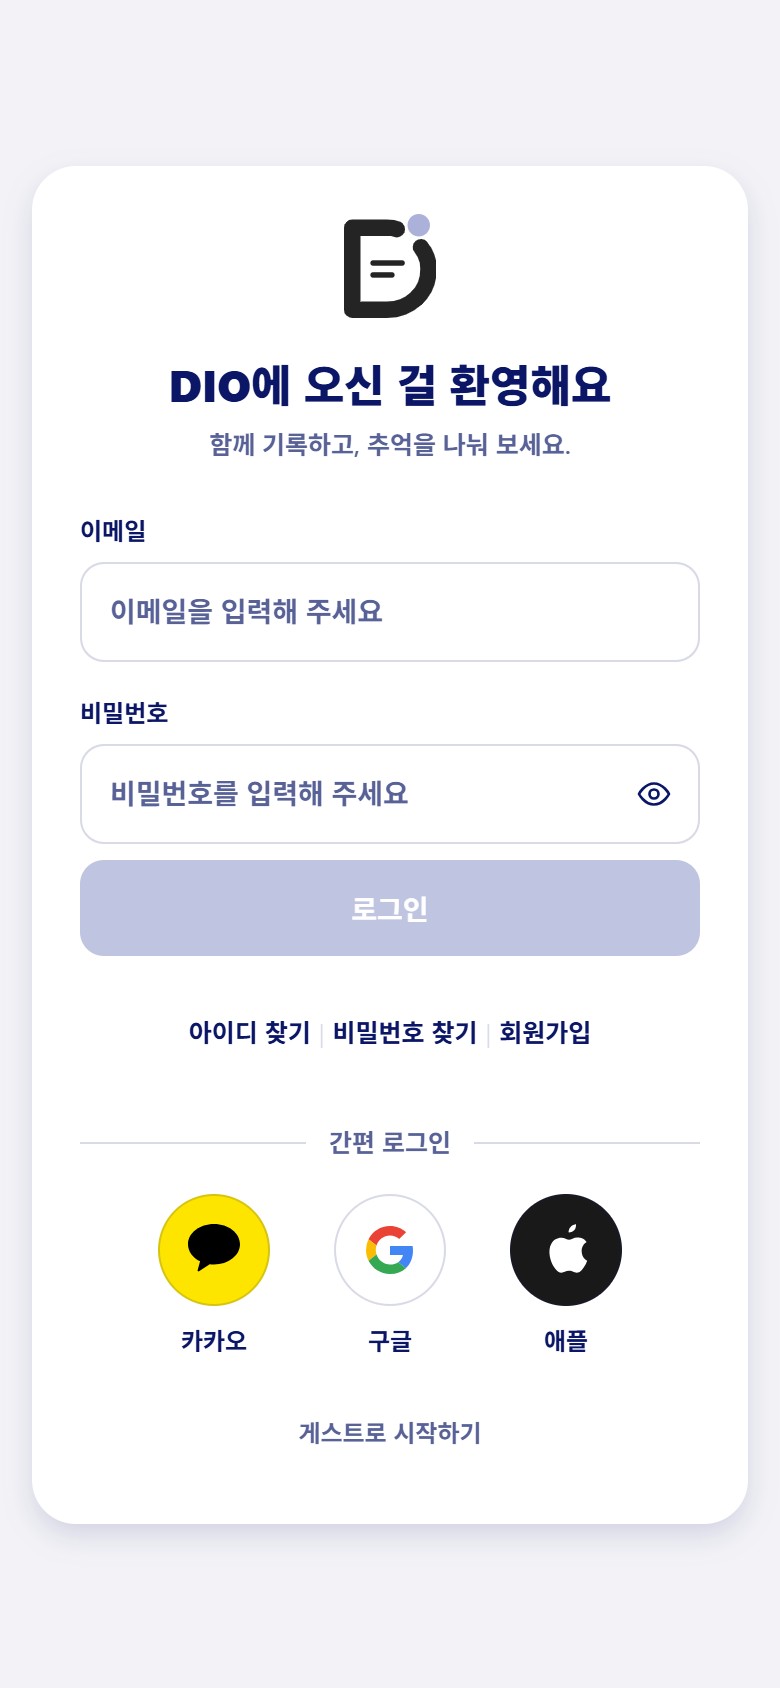 DIO에 오신 걸 환영해요
함께 기록하고, 추억을 나눠 보세요.
이메일
이메일을 입력해 주세요
비밀번호
비밀번호를 입력해 주세요
로그인
아이디 찾기 | 비밀번호 찾기 | 회원가입
간편 로그인
카카오 구글 애플
게스트로 시작하기